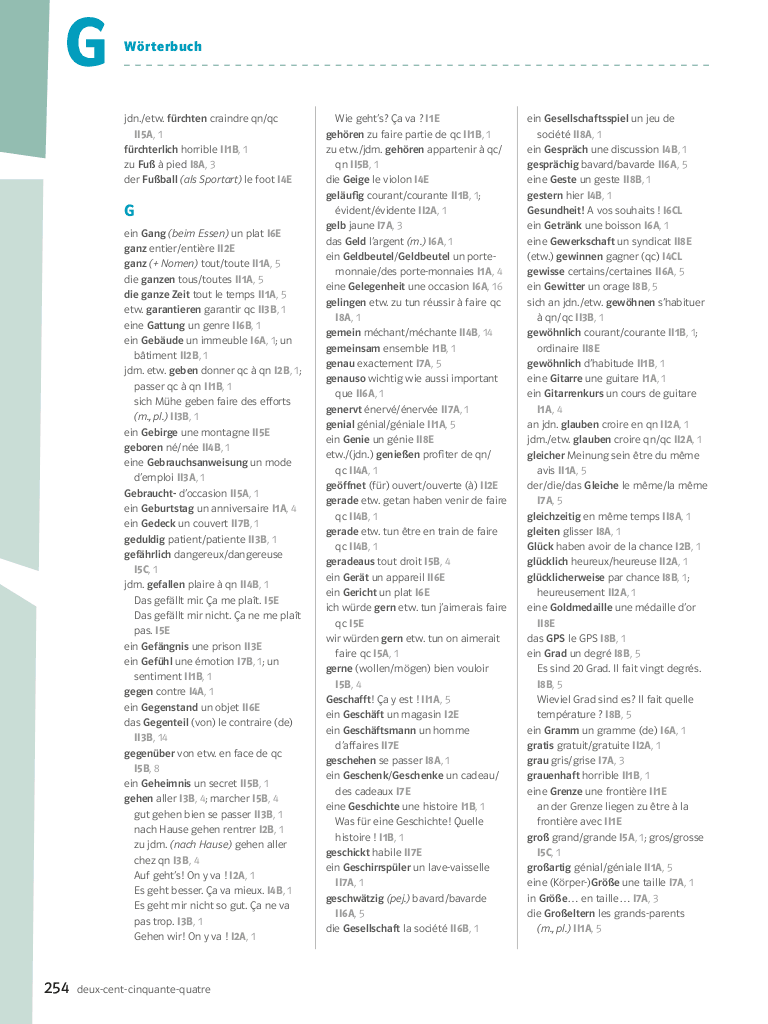 G
Wörterbuch
jdn./etw. fürchten craindre qn/qc
II5A, 1
fürchterlich horrible II1B, 1
zu Fuß à pied I8A, 3
der Fußball (als Sportart) le foot I4E
G
ein Gang (beim Essen) un plat I6E
ganz entier/entière II2E
ganz (+ Nomen) tout/toute II1A, 5
die ganzen tous/toutes II1A, 5
die ganze Zeit tout le temps II1A, 5
etw. garantieren garantir qc II3B, 1
eine Gattung un genre II6B, 1
ein Gebäude un immeuble I6A, 1; un
bâtiment II2B, 1
jdm. etw. geben donner qc à qn I2B, 1;
passer qc à qn II1B, 1
sich Mühe geben faire des efforts
(m., pl.) II3B, 1
ein Gebirge une montagne II5E
geboren né/née II4B, 1
eine Gebrauchsanweisung un mode
d'emploi II3A, 1
Gebraucht- d'occasion II5A, 1
ein Geburtstag un anniversaire I1A, 4
ein Gedeck un couvert II7B, 1
geduldig patient/patiente II3B, 1
gefährlich dangereux/dangereuse
I5C, 1
jdm. gefallen plaire à qn II4B, 1
Das gefällt mir. Ça me plaît. I5E
Das gefällt mir nicht. Ça ne me plaît
pas. I5E
ein Gefängnis une prison II3E
ein Gefühl une émotion I7B, 1; un
sentiment II1B, 1
gegen contre I4A, 1
ein Gegenstand un objet II6E
das Gegenteil (von) le contraire (de)
II3B, 14
gegenüber von etw. en face de qc
I5B, 8
ein Geheimnis un secret II5B, 1
gehen aller I3B, 4; marcher I5B, 4
gut gehen bien se passer II3B, 1
nach Hause gehen rentrer I2B, 1
zu jdm. (nach Hause) gehen aller
chez qn I3B, 4
Auf geht's! On y va ! I2A, 1
Es geht besser. Ça va mieux. I4B, 1
Es geht mir nicht so gut. Ça ne va
pas trop. I3B, 1
Gehen wir! On y va ! I2A, 1
Wie geht's? Ça va ? I1E
gehören zu faire partie de qc II1B, 1
zu etw./jdm. gehören appartenir à qc/
qn II5B, 1
die Geige le violon I4E
geläufig courant/courante II1B, 1;
évident/évidente II2A, 1
gelb jaune I7A, 3
das Geld l'argent (m.) I6A, 1
ein Geldbeutel/Geldbeutel un porte-
monnaie/des porte-monnaies I1A, 4
eine Gelegenheit une occasion I6A, 16
gelingen etw. zu tun réussir à faire qc
I8A, 1
gemein méchant/méchante II4B, 14
gemeinsam ensemble I1B, 1
genau exactement I7A, 5
genauso wichtig wie aussi important
que II6A, 1
genervt énervé/énervée II7A, 1
genial génial/géniale II1A, 5
ein Genie un génie II8E
etw./(jdn.) genießen profiter de qn/
qc II4A, 1
geöffnet (für) ouvert/ouverte (à) II2E
gerade etw. getan haben venir de faire
qc II4B, 1
gerade etw. tun être en train de faire
qc II4B, 1
geradeaus tout droit I5B, 4
ein Gerät un appareil II6E
ein Gericht un plat I6E
ich würde gern etw. tun j'aimerais faire
qc I5E
wir würden gern etw. tun on aimerait
faire qc I5A, 1
gerne (wollen/mögen) bien vouloir
I5B, 4
Geschafft! Ça y est ! II1A, 5
ein Geschäft un magasin I2E
ein Geschäftsmann un homme
d'affaires II7E
geschehen se passer I8A, 1
ein Geschenk/Geschenke un cadeau/
des cadeaux I7E
eine Geschichte une histoire I1B, 1
Was für eine Geschichte! Quelle
histoire ! I1B, 1
geschickt habile II7E
ein Geschirrspüler un lave-vaisselle
II7A, 1
geschwätzig (pej.) bavard/bavarde
II6A, 5
die Gesellschaft la société II6B, 1
ein Gesellschaftsspiel un jeu de
société II8A, 1
ein Gespräch une discussion I4B, 1
gesprächig bavard/bavarde II6A, 5
eine Geste un geste II8B, 1
gestern hier I4B, 1
Gesundheit! A vos souhaits ! I6CL
ein Getränk une boisson I6A, 1
eine Gewerkschaft un syndicat II8E
(etw.) gewinnen gagner (qc) I4CL
gewisse certains/certaines II6A, 5
ein Gewitter un orage I8B, 5
sich an jdn./etw. gewöhnen s'habituer
à qn/qc II3B, 1
gewöhnlich courant/courante II1B, 1;
ordinaire II8E
gewöhnlich d'habitude II1B, 1
eine Gitarre une guitare I1A, 1
ein Gitarrenkurs un cours de guitare
I1A, 4
an jdn. glauben croire en qn II2A, 1
jdm./etw. glauben croire qn/qc II2A, 1
gleicher Meinung sein être du même
avis II1A, 5
der/die/das Gleiche le même/la même
I7A, 5
gleichzeitig en même temps II8A, 1
gleiten glisser I8A, 1
Glück haben avoir de la chance I2B, 1
glücklich heureux/heureuse II2A, 1
glücklicherweise par chance I8B, 1;
heureusement II2A, 1
eine Goldmedaille une médaille d'or
II8E
das GPS le GPS I8B, 1
ein Grad un degré I8B, 5
Es sind 20 Grad. Il fait vingt degrés.
I8B, 5
Wieviel Grad sind es? Il fait quelle
température ? I8B, 5
ein Gramm un gramme (de) I6A, 1
gratis gratuit/gratuite II2A, 1
grau gris/grise I7A, 3
grauenhaft horrible II1B, 1
eine Grenze une frontière II1E
an der Grenze liegen zu être à la
frontière avec II1E
groß grand/grande I5A, 1; gros/grosse
I5C, 1
großartig génial/géniale II1A, 5
eine (Körper-)Größe une taille I7A, 1
in Größe… en taille… I7A, 3
die Großeltern les grands-parents
(m., pl.) II1A, 5
254 deux-cent-cinquante-quatre